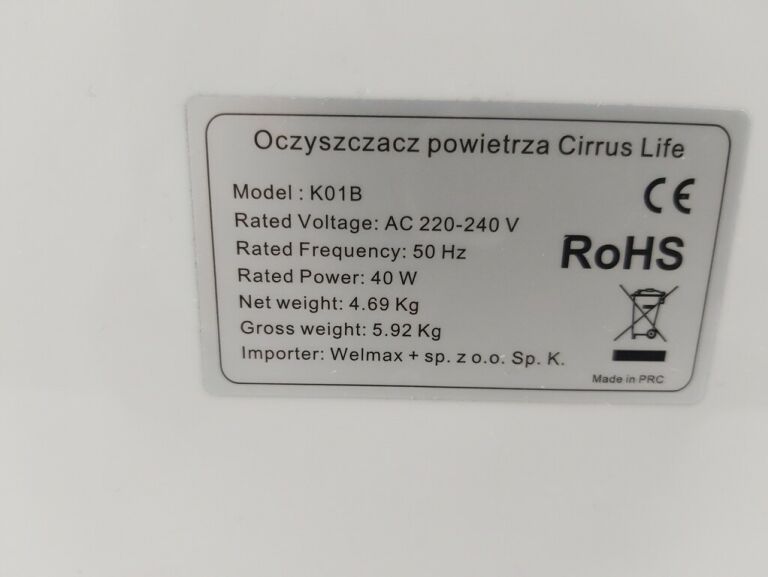 Oczyszczacz powietrza Cirrus Life
Model : K01B
CE
Rated Voltage: AC 220-240 V
Rated Frequency: 50 Hz
RoHS
Rated Power: 40 W
Net weight: 4.69 Kg
Gross weight: 5.92 Kg
Importer: Welmax + sp. z o.o. Sp. K.
Made in PRC